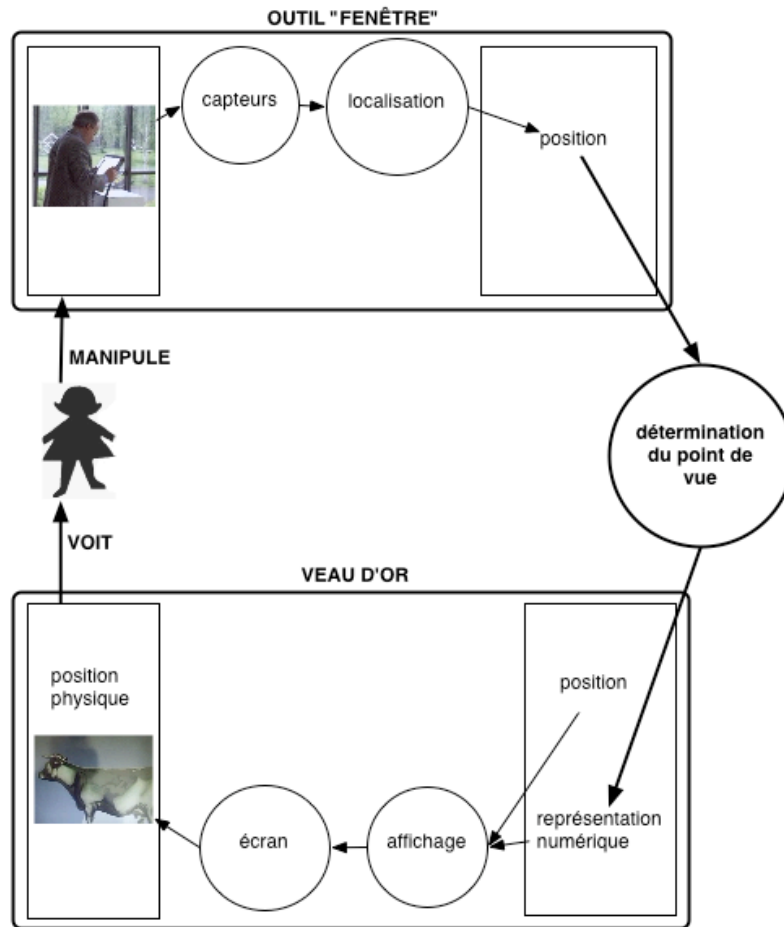 OUTIL "FENÊTRE"
capteurs
localisation
position
MANIPULE
détermination
du point de
vue
VOIT
VEAU D'OR
position
physique
position
écran
affichage
représentation
numérique